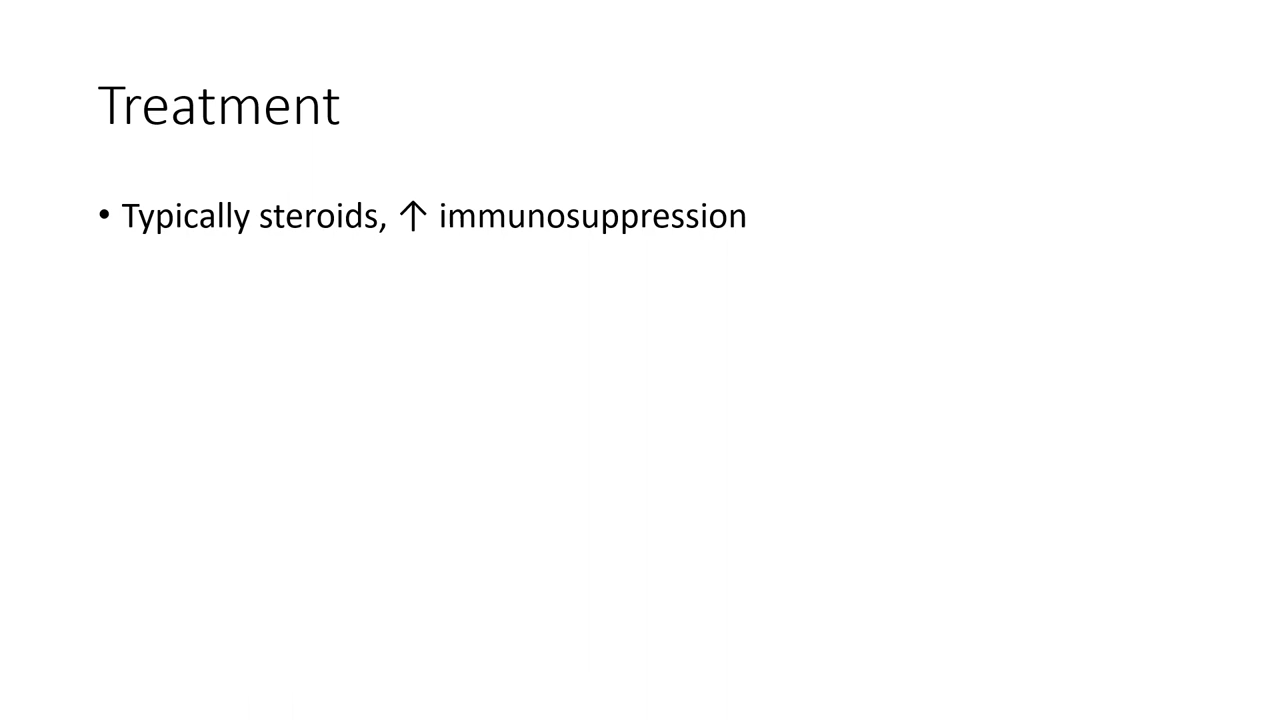 Treatment
• Typically steroids, ↑ immunosuppression